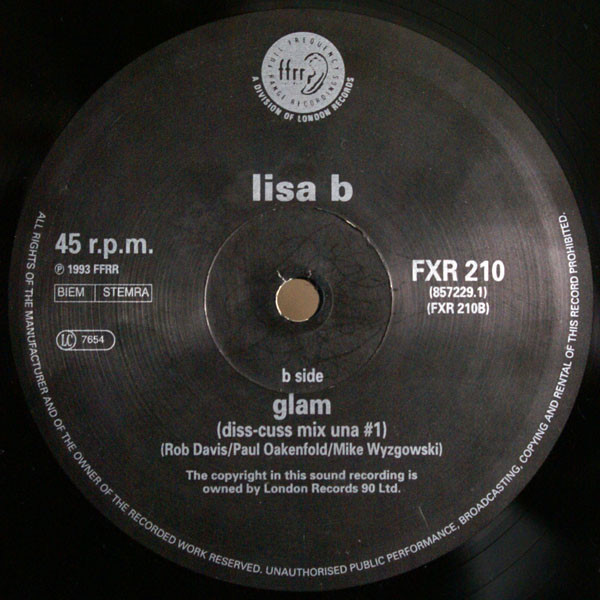 FULL FREQUENCY
RANGE RECORDINGS
ffrr
A DIVISION OF LONDON RECORDS
lisa b
45 r.p.m.
℗ 1993 FFRR
BIEM STEMRA
LC 7654
FXR 210
(857229.1)
(FXR 210B)
b side
glam
(diss-cuss mix una #1)
(Rob Davis/Paul Oakenfold/Mike Wyzgowski)
The copyright in this sound recording is
owned by London Records 90 Ltd.
ALL RIGHTS OF THE MANUFACTURER AND OF THE OWNER OF THE RECORDED WORK RESERVED. UNAUTHORISED PUBLIC PERFORMANCE, BROADCASTING, COPYING AND RENTAL OF THIS RECORD PROHIBITED.